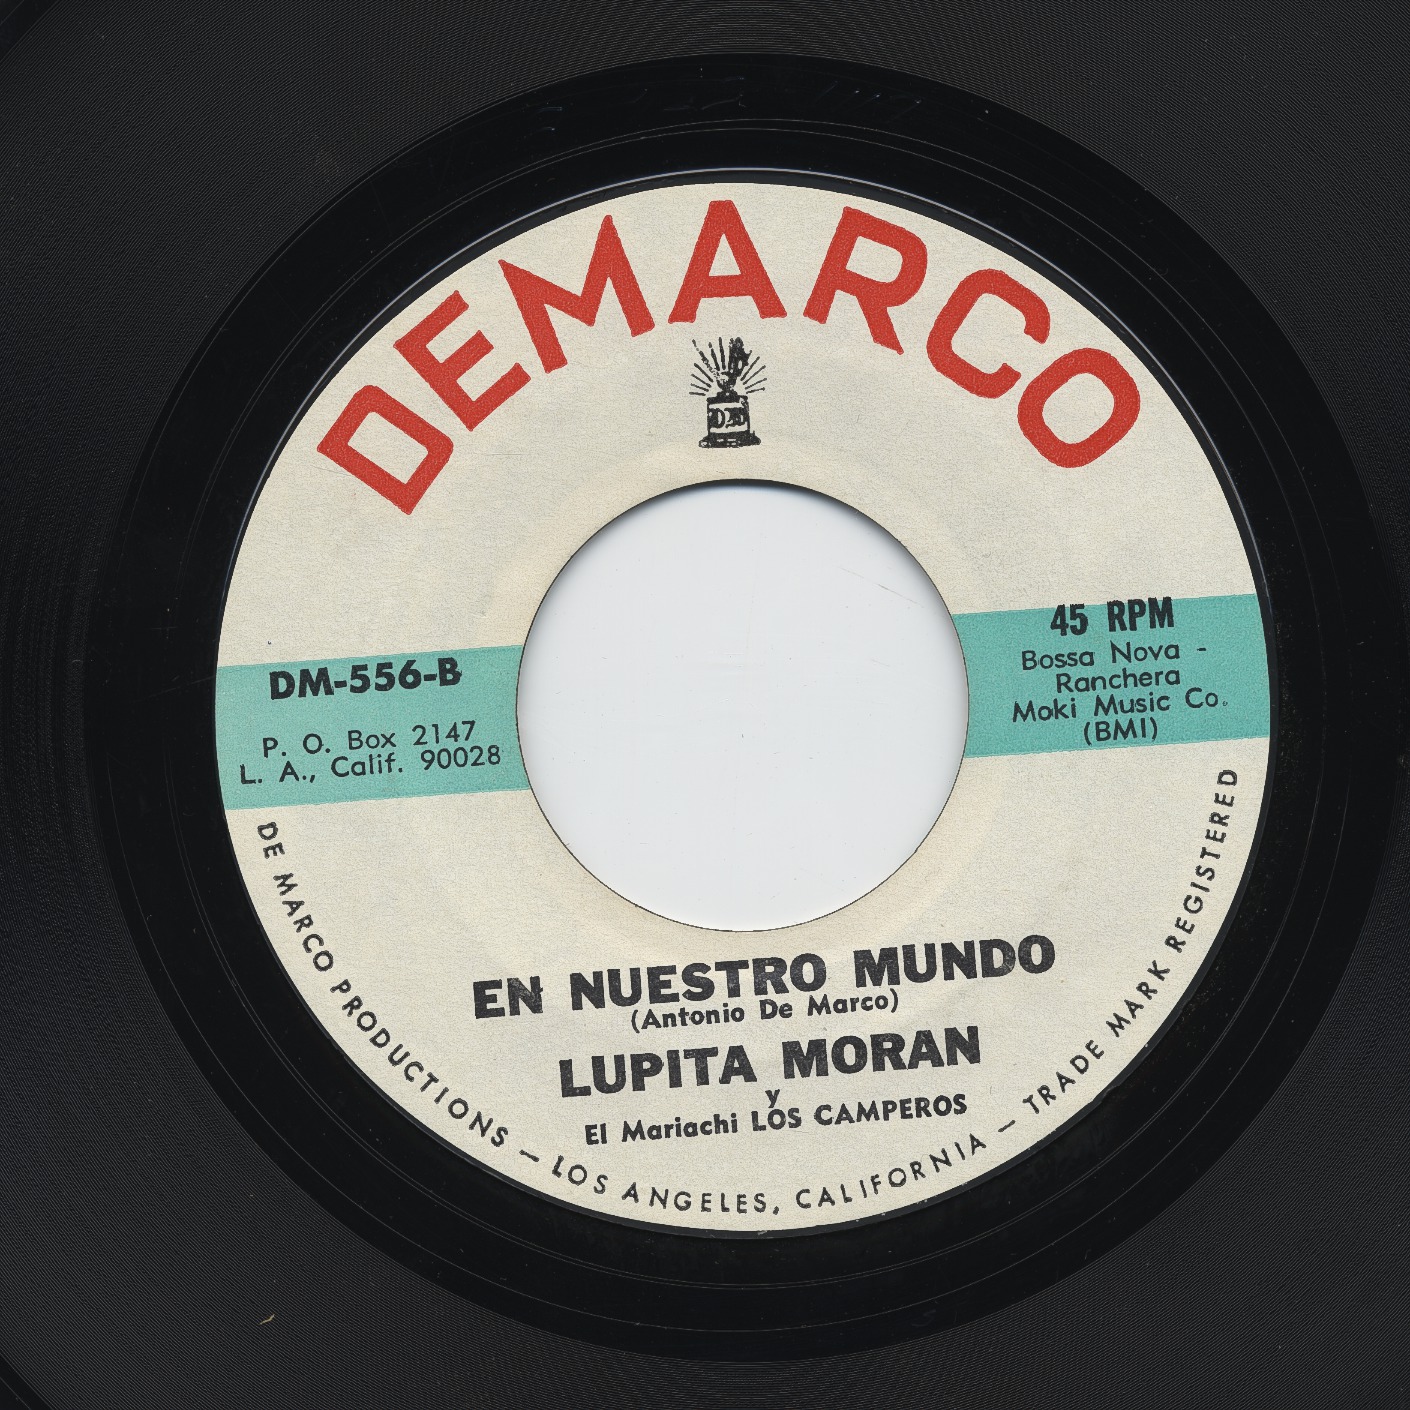 DEMARCO
DM-556-B
P. O. Box 2147
L. A., Calif. 90028
45 RPM
Bossa Nova -
Ranchera
Moki Music Co.
(BMI)
EN NUESTRO MUNDO
(Antonio De Marco)
LUPITA MORAN
y
El Mariachi LOS CAMPEROS
DE MARCO PRODUCTIONS — LOS ANGELES, CALIFORNIA — TRADE MARK REGISTERED